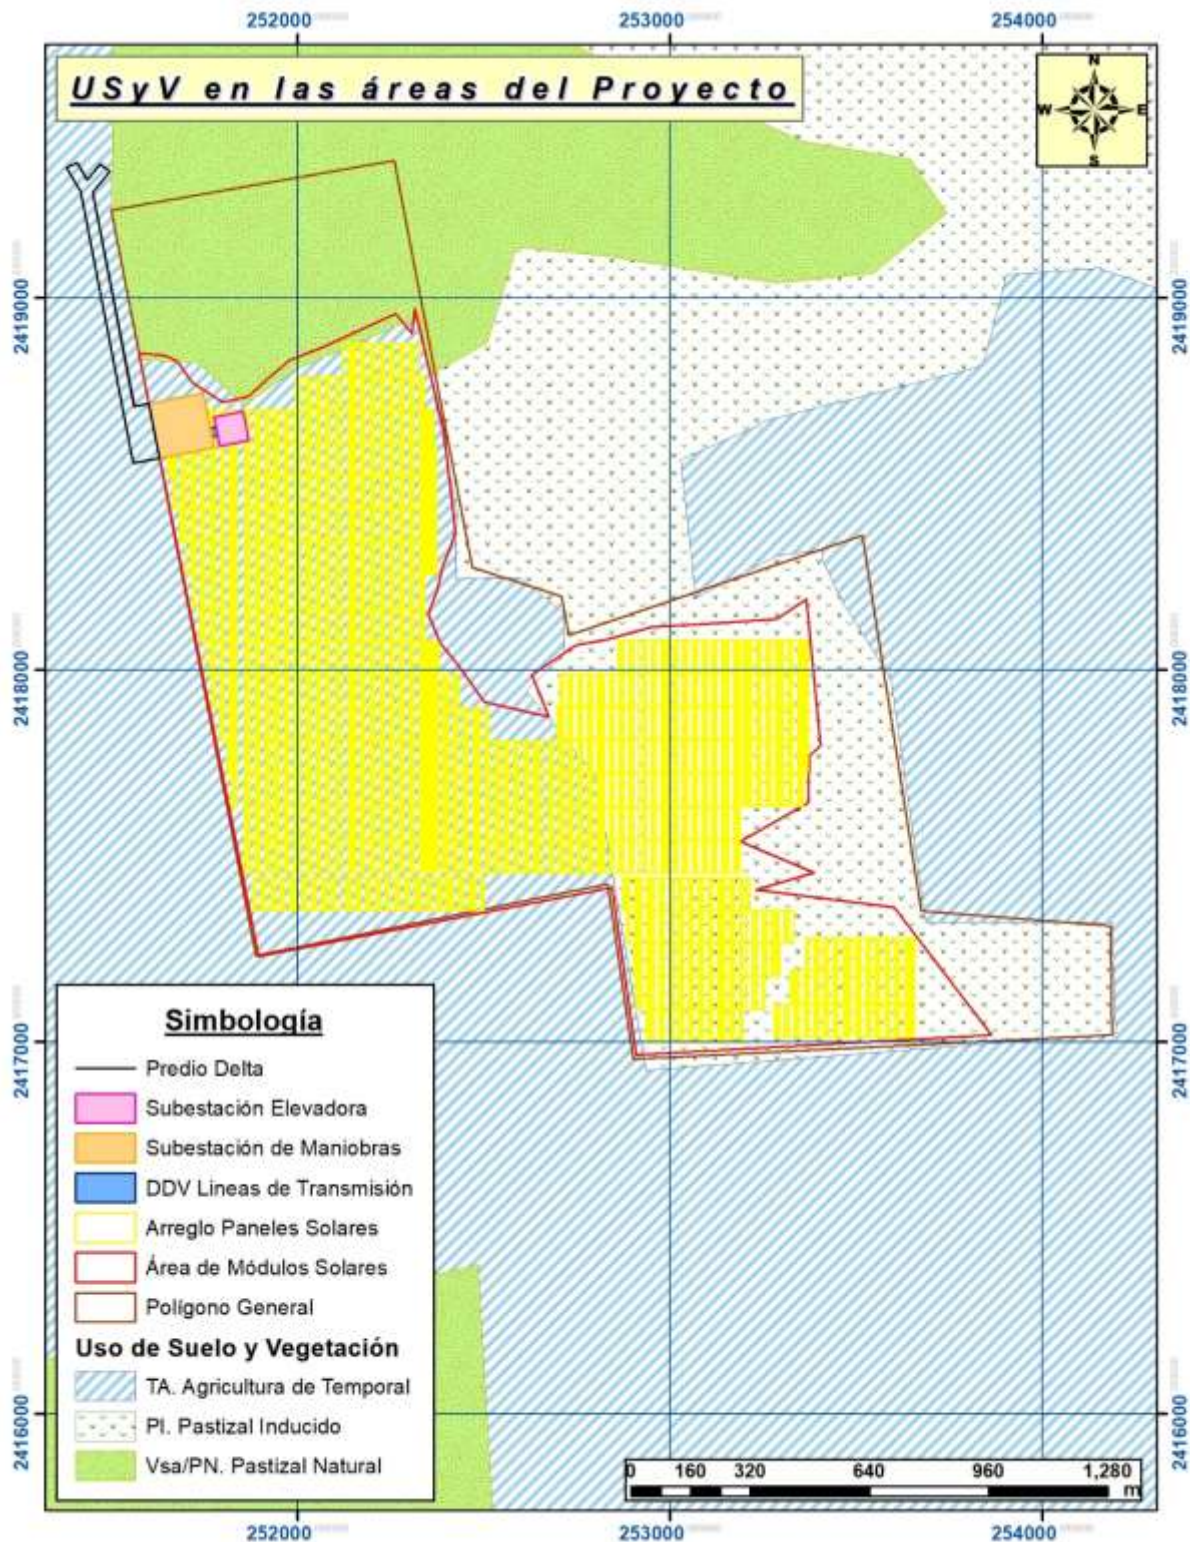 252000 253000 254000
USyV en las áreas del Proyecto
N
W E
S
2419000 2419000
2418000 2418000
2417000 2417000
2416000 2416000
Simbología
Predio Delta
Subestación Elevadora
Subestación de Maniobras
DDV Lineas de Transmisión
Arreglo Paneles Solares
Área de Módulos Solares
Polígono General
Uso de Suelo y Vegetación
TA. Agricultura de Temporal
PI. Pastizal Inducido
Vsa/PN. Pastizal Natural
0 160 320 640 960 1,280
m
252000 253000 254000